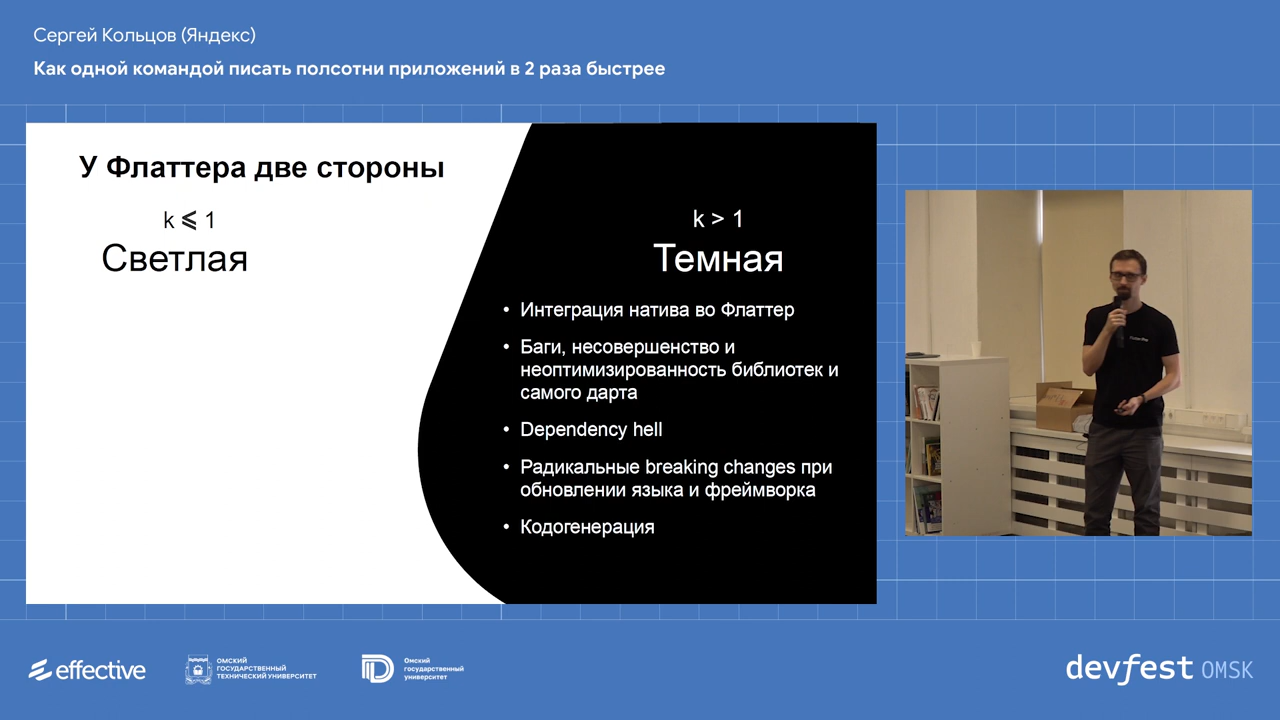 Сергей Кольцов (Яндекс)
Как одной командой писать полсотни приложений в 2 раза быстрее
У Флаттера две стороны
k ⩽ 1
Светлая
k > 1
Темная
• Интеграция натива во Флаттер
• Баги, несовершенство и
неоптимизированность библиотек и
самого дарта
• Dependency hell
• Радикальные breaking changes при
обновлении языка и фреймворка
• Кодогенерация
effective
ОМСКИЙ
ГОСУДАРСТВЕННЫЙ
ТЕХНИЧЕСКИЙ УНИВЕРСИТЕТ
Омский
государственный
университет
devfest OMSK